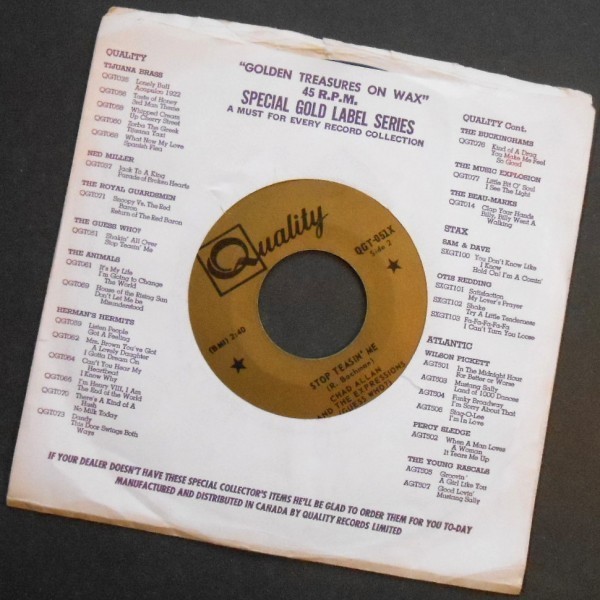 "GOLDEN TREASURES ON WAX"
45 R.P.M.
SPECIAL GOLD LABEL SERIES
A MUST FOR EVERY RECORD COLLECTION
QUALITY
TIJUANA BRASS
QGT035 Lonely Bull
Acapulco 1922
QGT056 Taste of Honey
3rd Man Theme
QGT059 Whipped Cream
Up Cherry Street
QGT060 Zorba The Greek
Tijuana Taxi
QGT068 What Now My Love
Spanish Flea
NED MILLER
QGT037 Jack To A King
Parade of Broken Hearts
THE ROYAL GUARDSMEN
QGT071 Snoopy Vs. The Red
Baron
Return of The Red Baron
THE GUESS WHO?
QGT051 Shakin' All Over
Stop Teasin' Me
THE ANIMALS
QGT061 It's My Life
I'm Going to Change
The World
QGT069 House of the Rising Sun
Don't Let Me be
Misunderstood
HERMAN'S HERMITS
QGT059 Listen People
Got A Feeling
QGT062 Mrs. Brown You've Got
A Lovely Daughter
I Gotta Dream On
QGT064 Can't You Hear My
Heartbeat
I Know Why
QGT066 I'm Henry VIII, I Am
The End of the World
QGT070 There's A Kind of A
Hush
No Milk Today
QGT073 Dandy
This Door Swings Both
Ways
Quality
QGT-051X
Side 2
(BMI) 2:40
STOP TEASIN' ME
(R. Bachman)
CHAD ALLAN
AND THE EXPRESSIONS
(GUESS WHO?)
QUALITY Cont.
THE BUCKINGHAMS
QGT076 Kind of A Drag
You Make Me Feel
So Good
THE MUSIC EXPLOSION
QGT077 Little Bit O' Soul
I See The Light
THE BEAU-MARKS
QGT014 Clap Your Hands
Billy, Billy Went A
Walking
STAX
SAM & DAVE
SXGT100 You Don't Know Like
I Know
Hold On! I'm A Comin'
OTIS REDDING
SXGT101 Satisfaction
My Lover's Prayer
SXGT102 Shake
Try A Little Tenderness
SXGT103 Fa-Fa-Fa-Fa-Fa
I Can't Turn You Loose
ATLANTIC
WILSON PICKETT
AGT501 In The Midnight Hour
For Better or Worse
AGT503 Mustang Sally
Land of 1000 Dances
AGT504 Funky Broadway
I'm Sorry About That
AGT506 Stag-O-Lee
I'm In Love
PERCY SLEDGE
AGT502 When A Man Loves
A Woman
It Tears Me Up
THE YOUNG RASCALS
AGT505 Groovin'
A Girl Like You
AGT507 Good Lovin'
Mustang Sally
IF YOUR DEALER DOESN'T HAVE THESE SPECIAL COLLECTOR'S ITEMS HE'LL BE GLAD TO ORDER THEM FOR YOU TO-DAY
MANUFACTURED AND DISTRIBUTED IN CANADA BY QUALITY RECORDS LIMITED